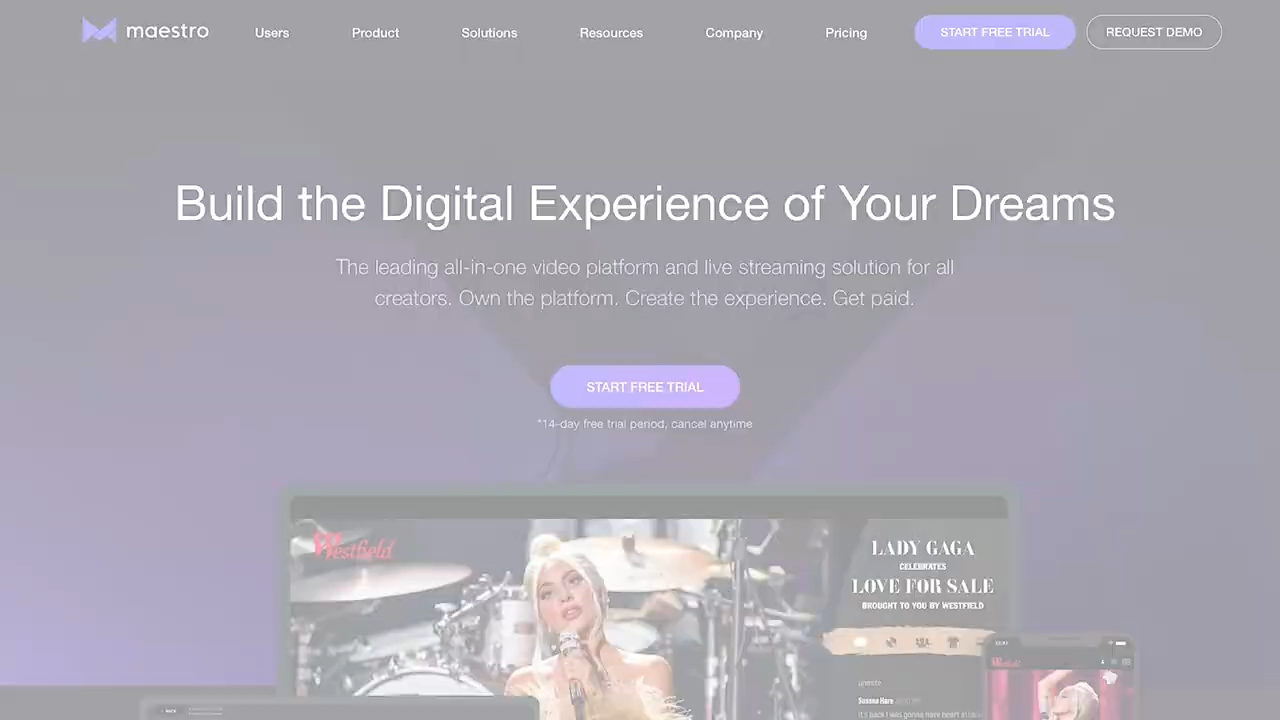 maestro
Users
Product
Solutions
Resources
Company
Pricing
START FREE TRIAL
REQUEST DEMO
Build the Digital Experience of Your Dreams
The leading all-in-one video platform and live streaming solution for all
creators. Own the platform. Create the experience. Get paid.
START FREE TRIAL
*14-day free trial period, cancel anytime
Westfield
LADY GAGA
CELEBRATES
LOVE FOR SALE
BROUGHT TO YOU BY WESTFIELD